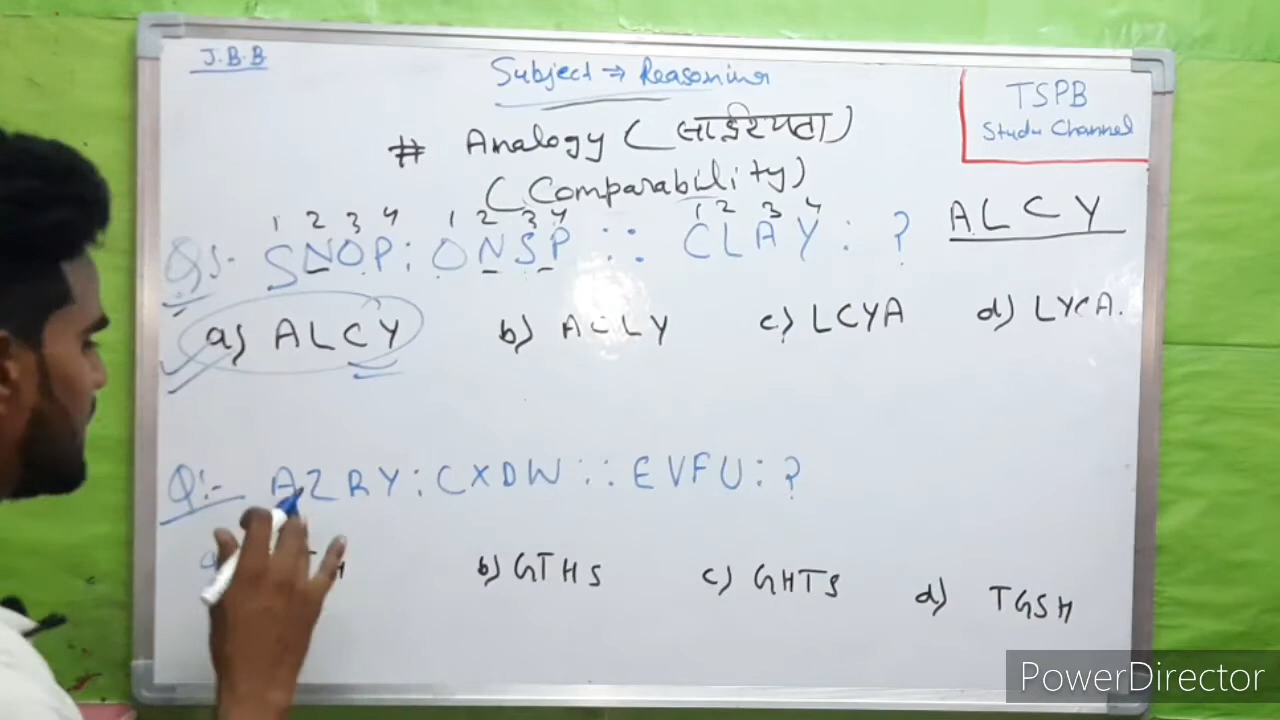 J.B.B
Subject → Reasoning
TSPB
Study Channel
# Analogy (सादृश्यता)
(Comparability)
1 2 3 4 1 2 3 4 1 2 3 4
Q:- SNOP : ONSP :: CLAY : ?
ALCY
a) ALCY b) ACLY c) LCYA d) LYCA.
Q:- AZRY : CXDW :: EVFU : ?
b) GTHS c) GHTS d) TGSH
PowerDirector